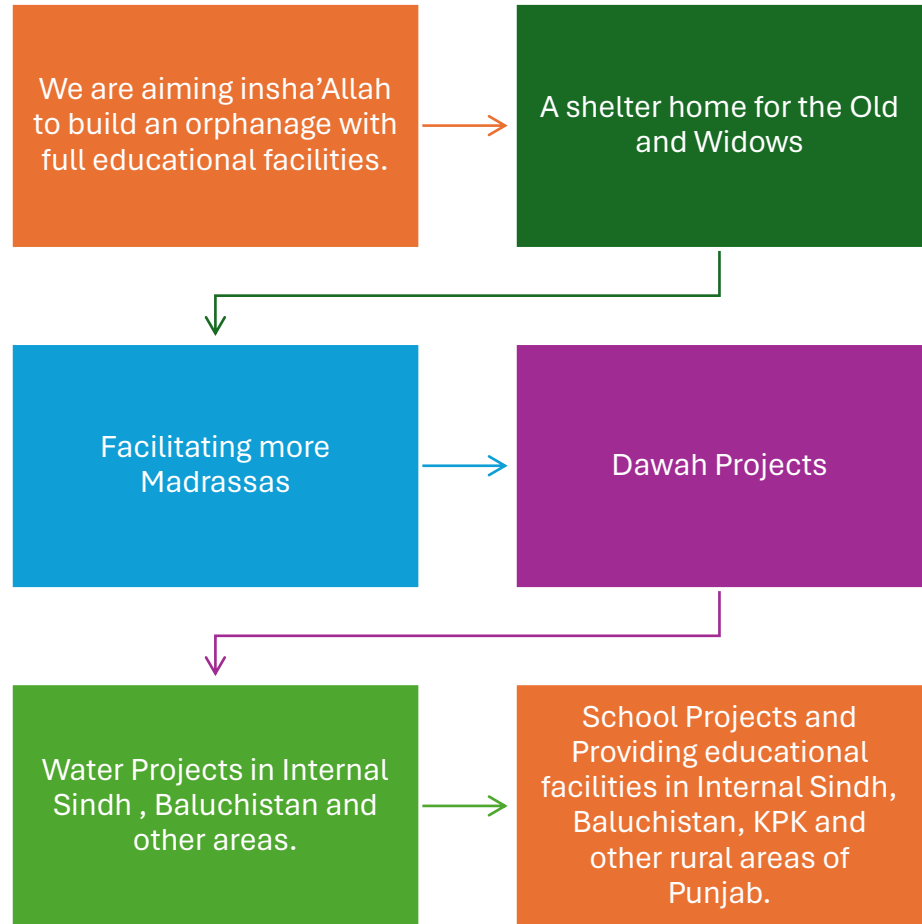 We are aiming insha’Allah
to build an orphanage with
full educational facilities.
A shelter home for the Old
and Widows
Facilitating more
Madrassas
Dawah Projects
Water Projects in Internal
Sindh , Baluchistan and
other areas.
School Projects and
Providing educational
facilities in Internal Sindh,
Baluchistan, KPK and
other rural areas of
Punjab.